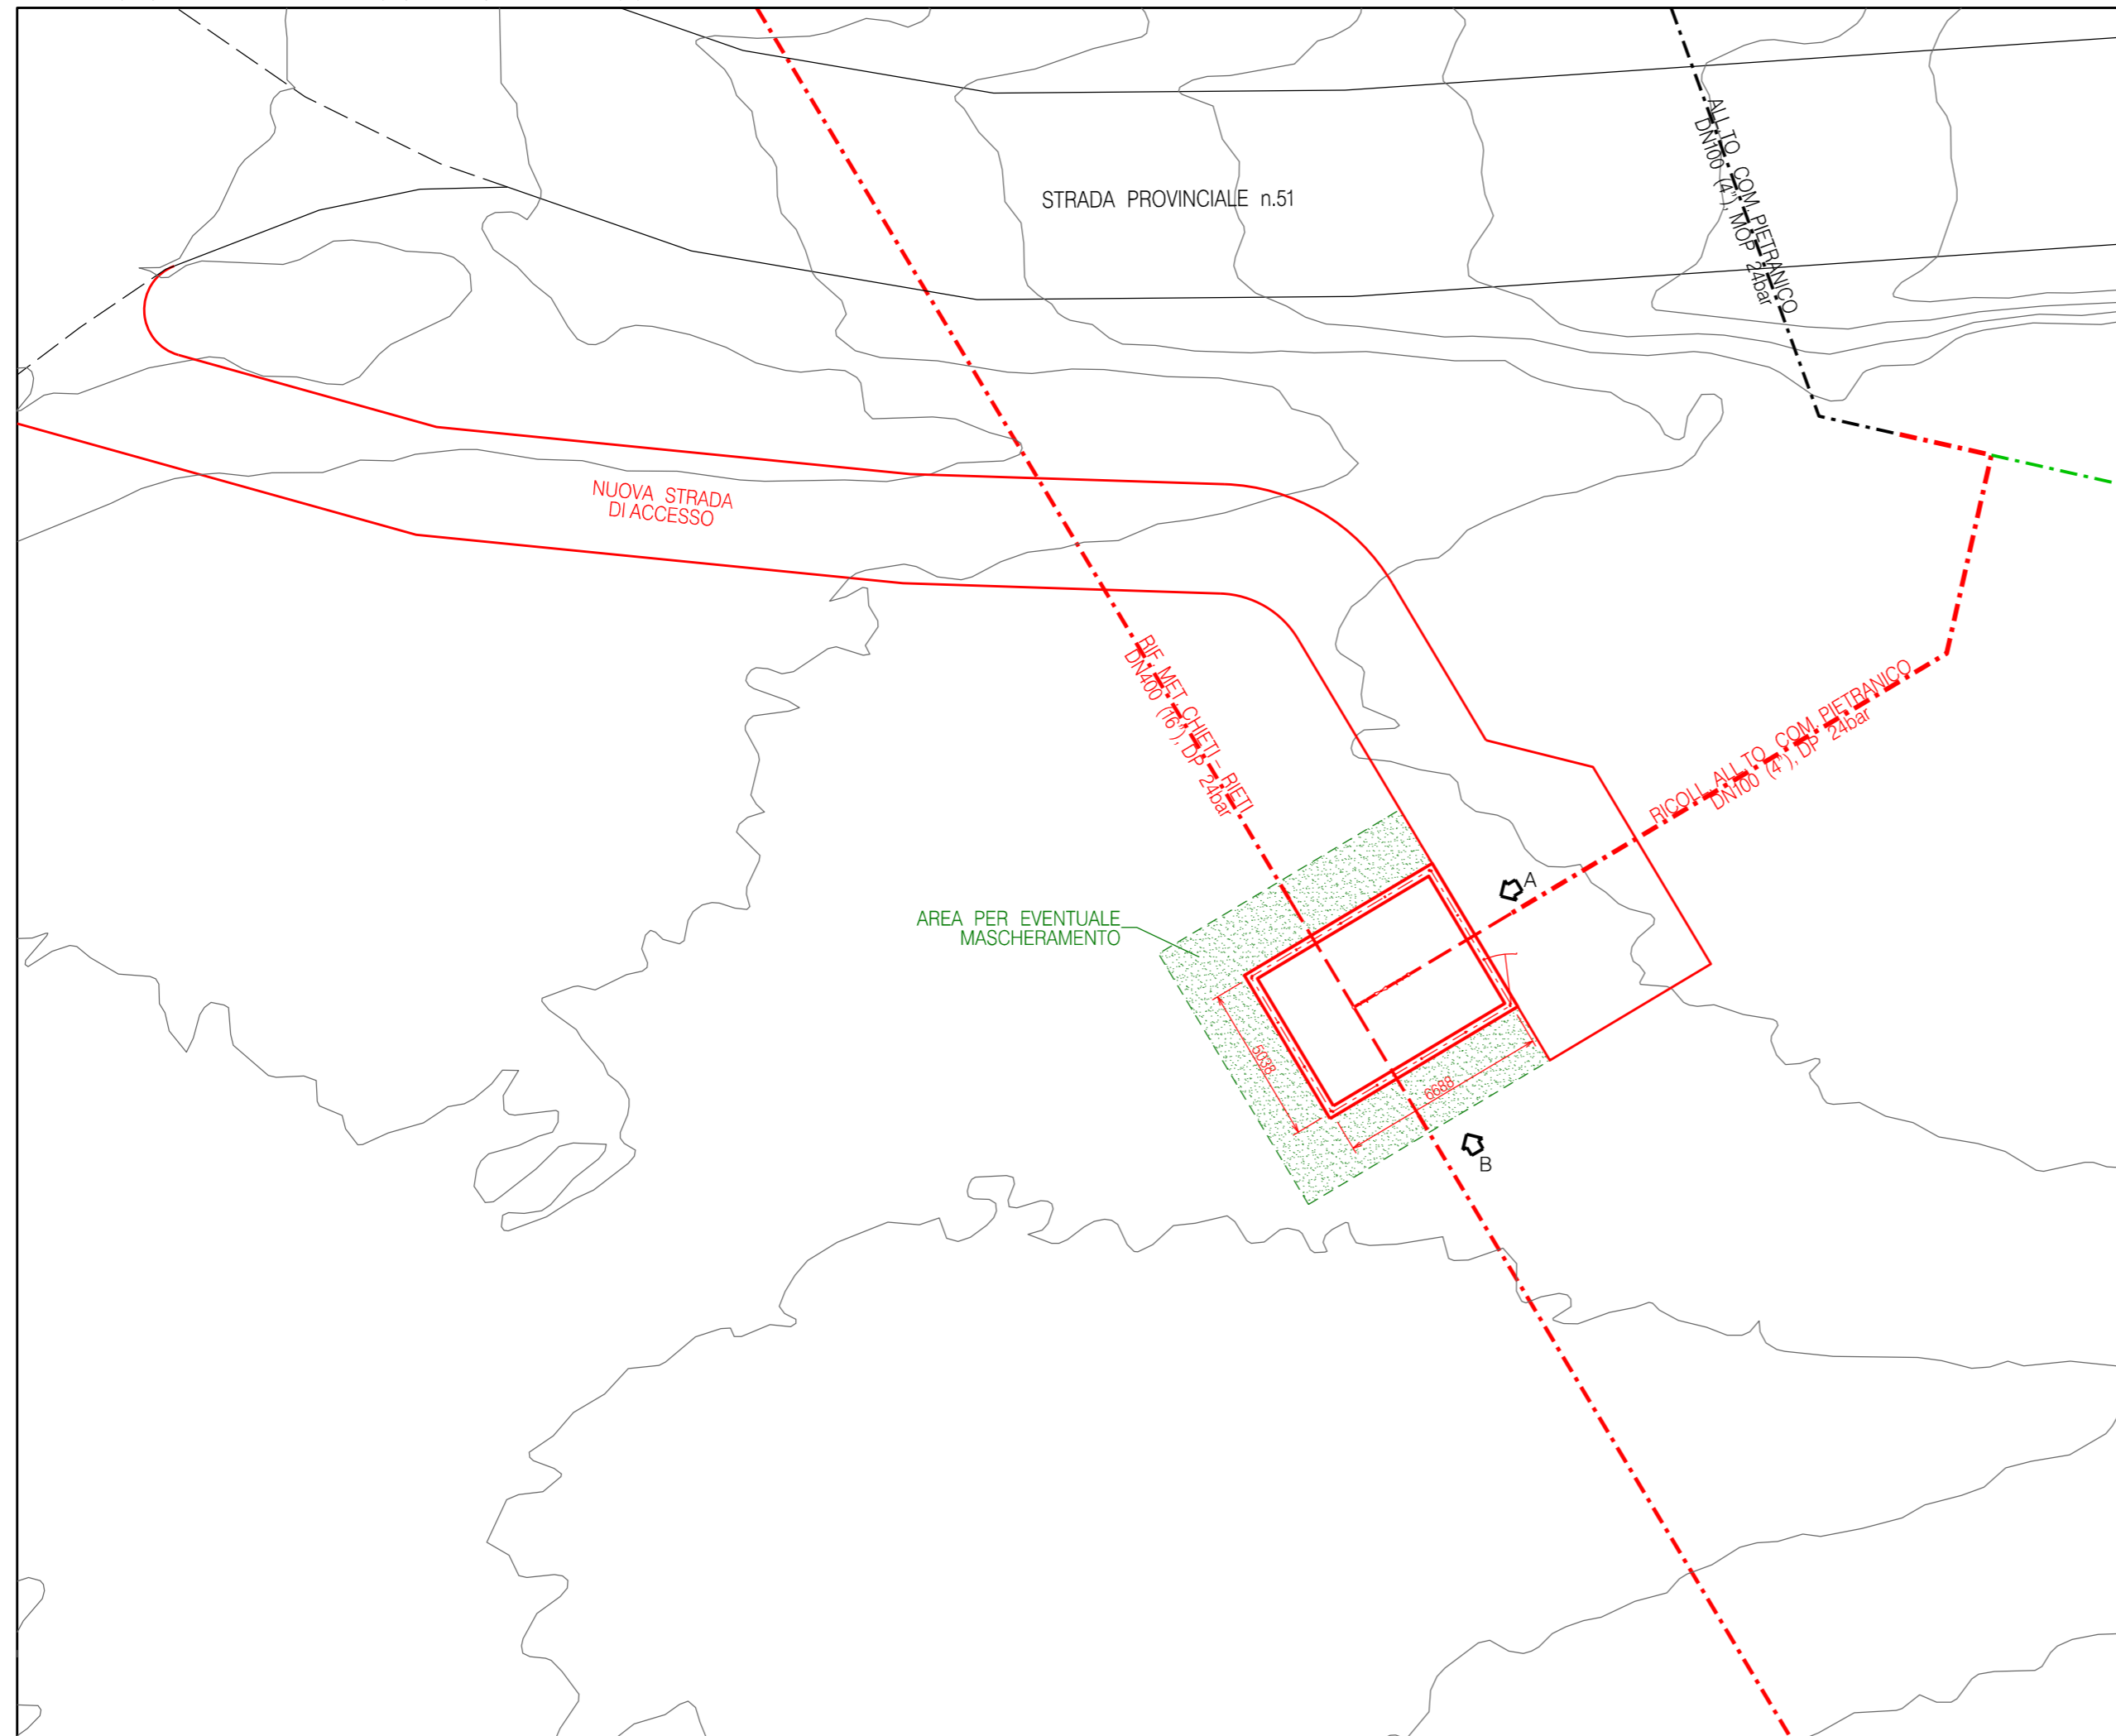 ALL.TO COM.PIETRANICO
DN100 (4"), MOP 24bar
STRADA PROVINCIALE n.51
NUOVA STRADA
DI ACCESSO
RIF. MET. CHIETI - RIETI
DN400 (16"), DP 24bar
RICOLL. ALL.TO COM. PIETRANICO
DN100 (4"), DP 24bar
A
AREA PER EVENTUALE
MASCHERAMENTO
5038
6688
B